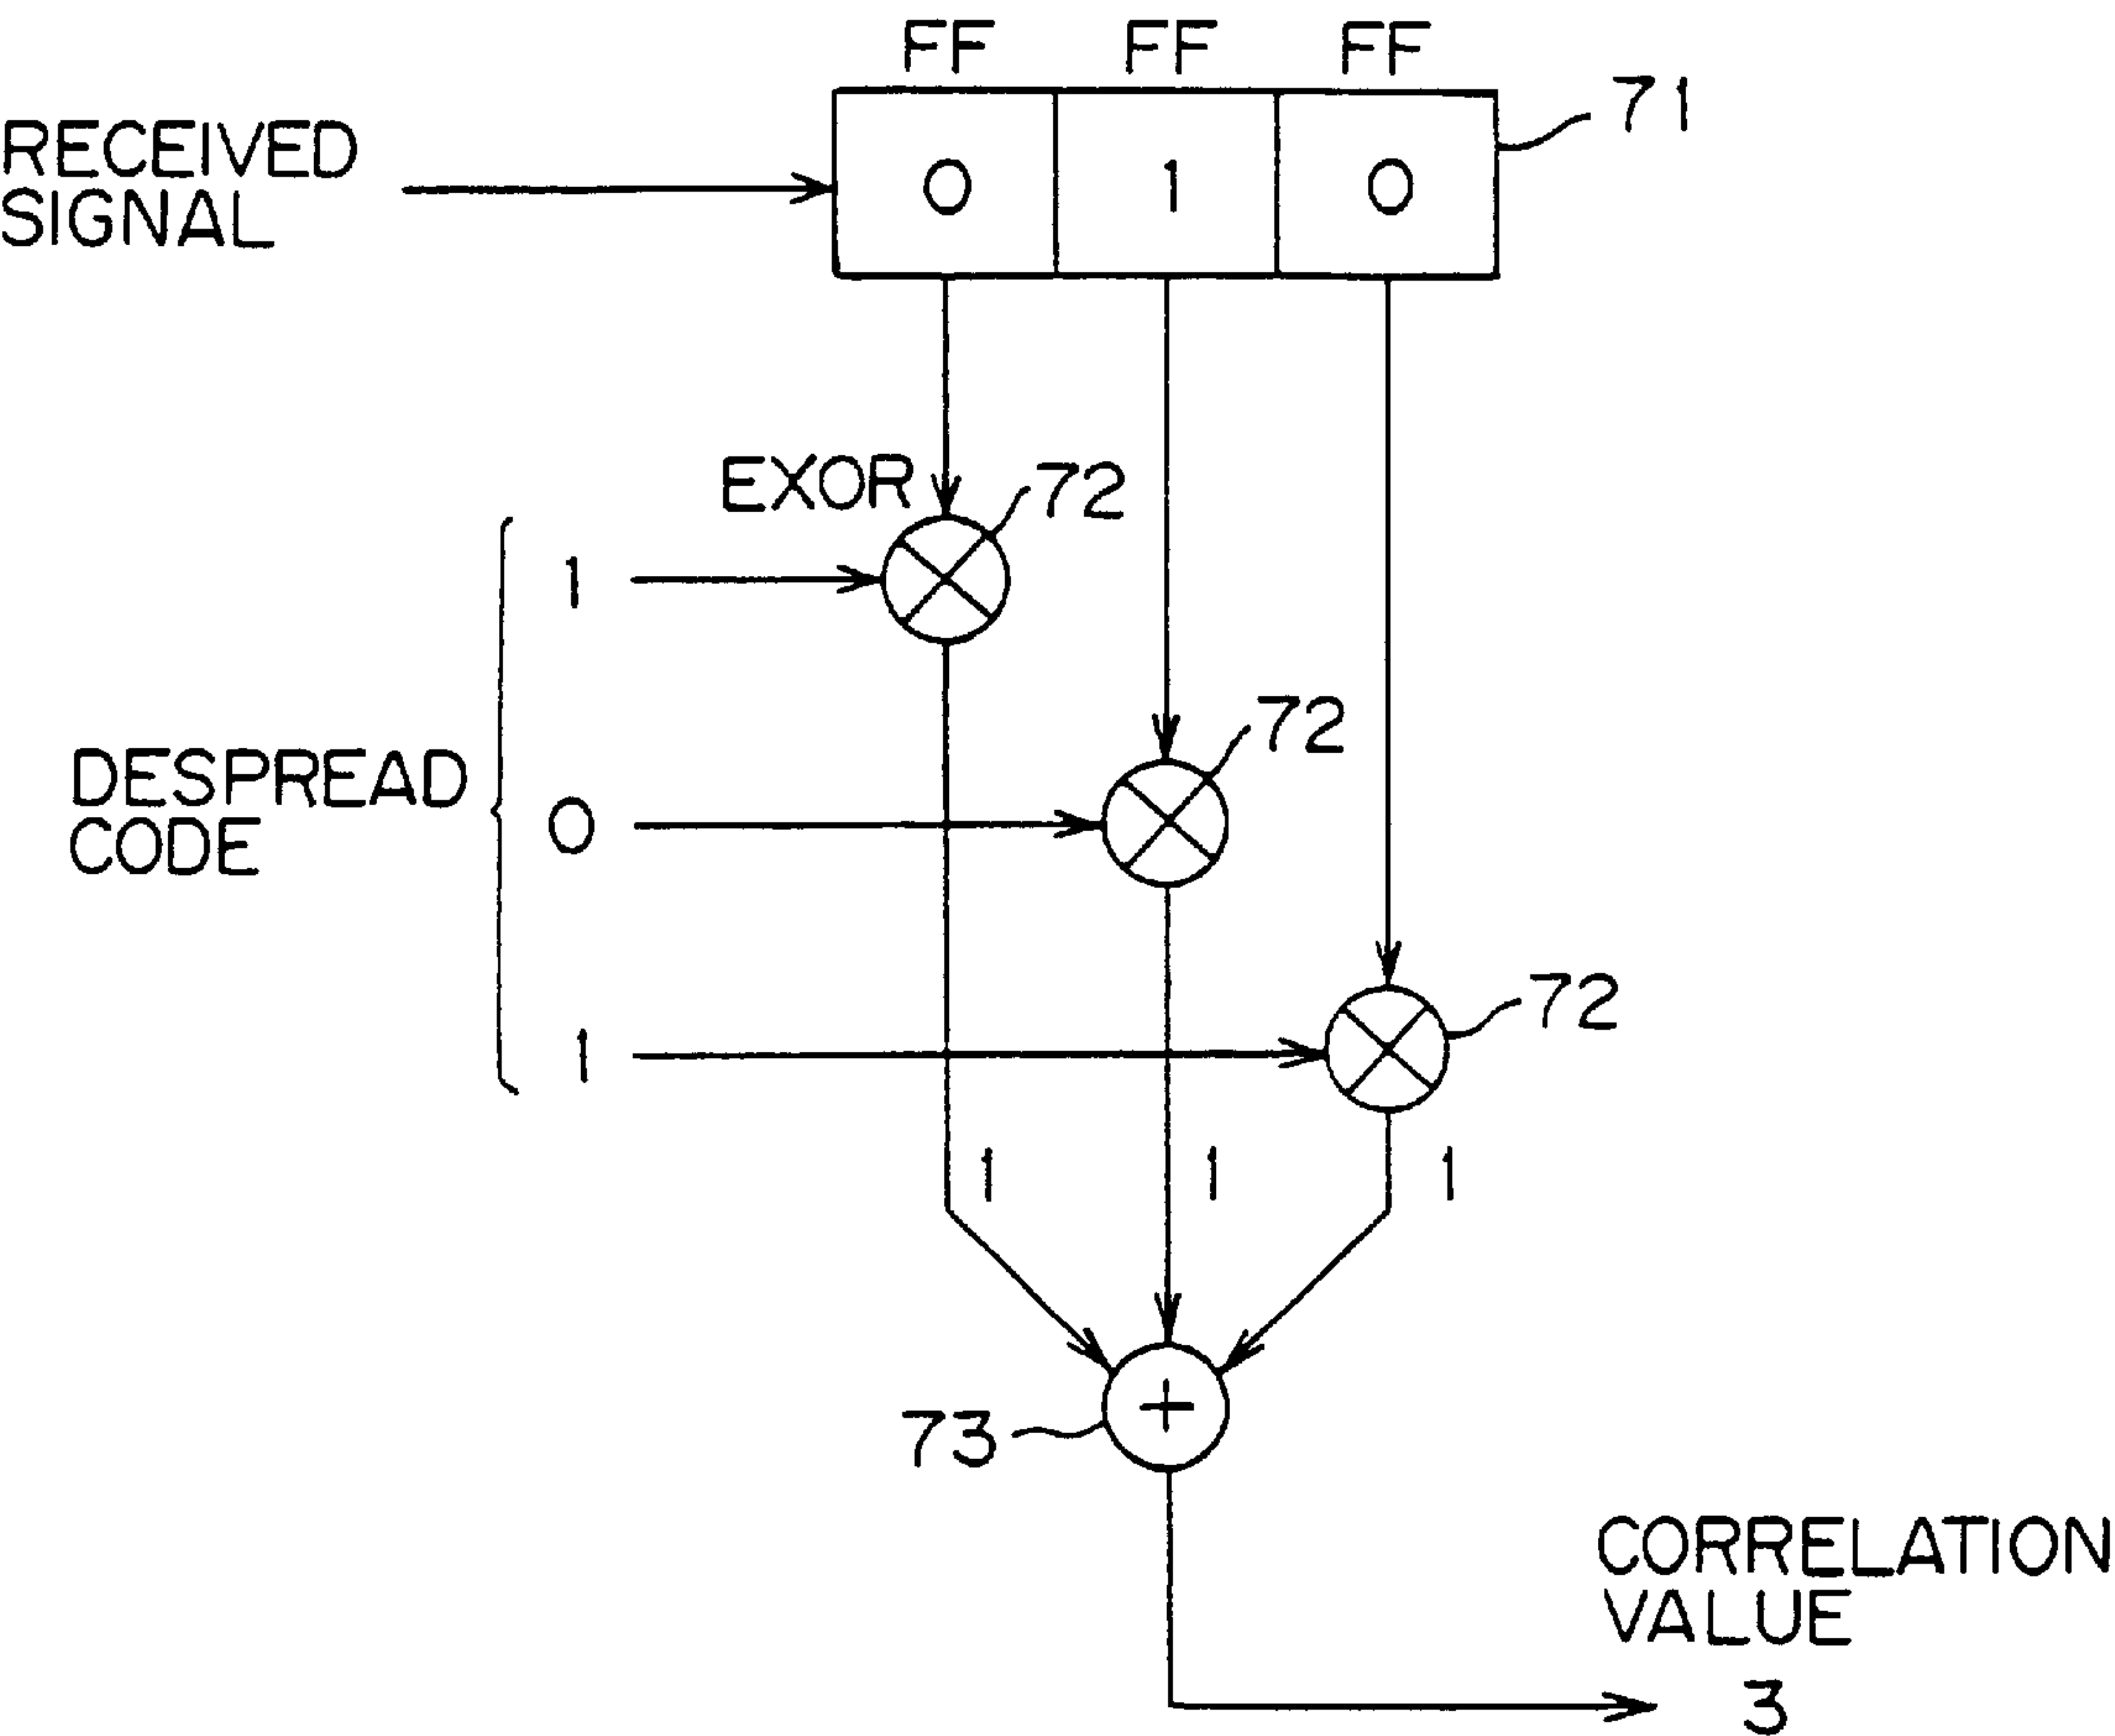 FF FF FF
71
RECEIVED
SIGNAL
0 1 0
EXOR
72
1
72
DESPREAD
CODE
0
72
1
1 1 1
+
73
CORRELATION
VALUE
3